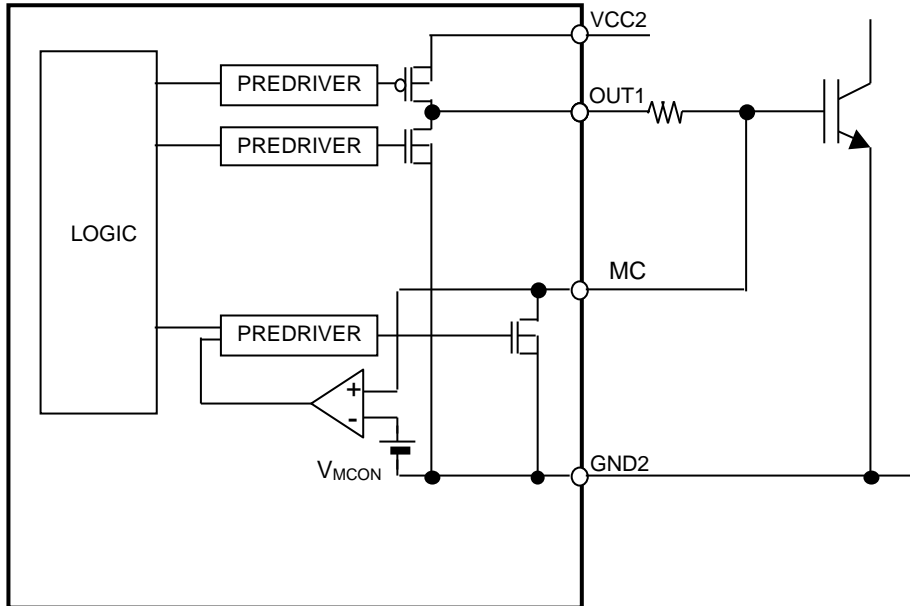 VCC2
PREDRIVER
OUT1
PREDRIVER
LOGIC
MC
PREDRIVER
+
-
GND2
VMCON